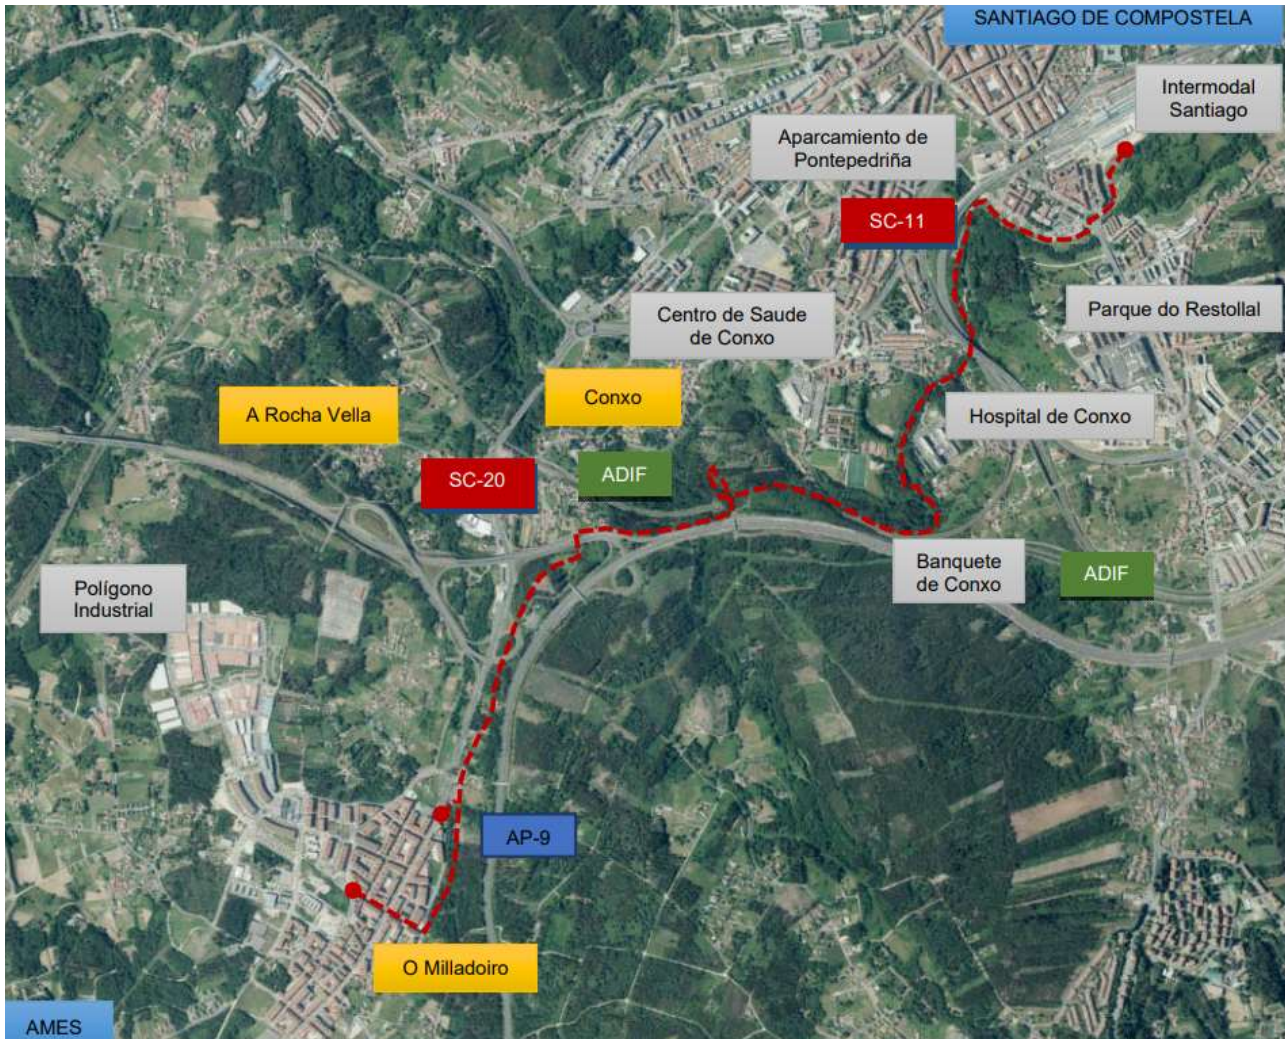 SANTIAGO DE COMPOSTELA
Intermodal
Santiago
Aparcamiento de
Pontepedriña
SC-11
Parque do Restollal
Centro de Saude
de Conxo
Conxo
A Rocha Vella
Hospital de Conxo
SC-20
ADIF
Banquete
de Conxo
ADIF
Polígono
Industrial
AP-9
O Milladoiro
AMES